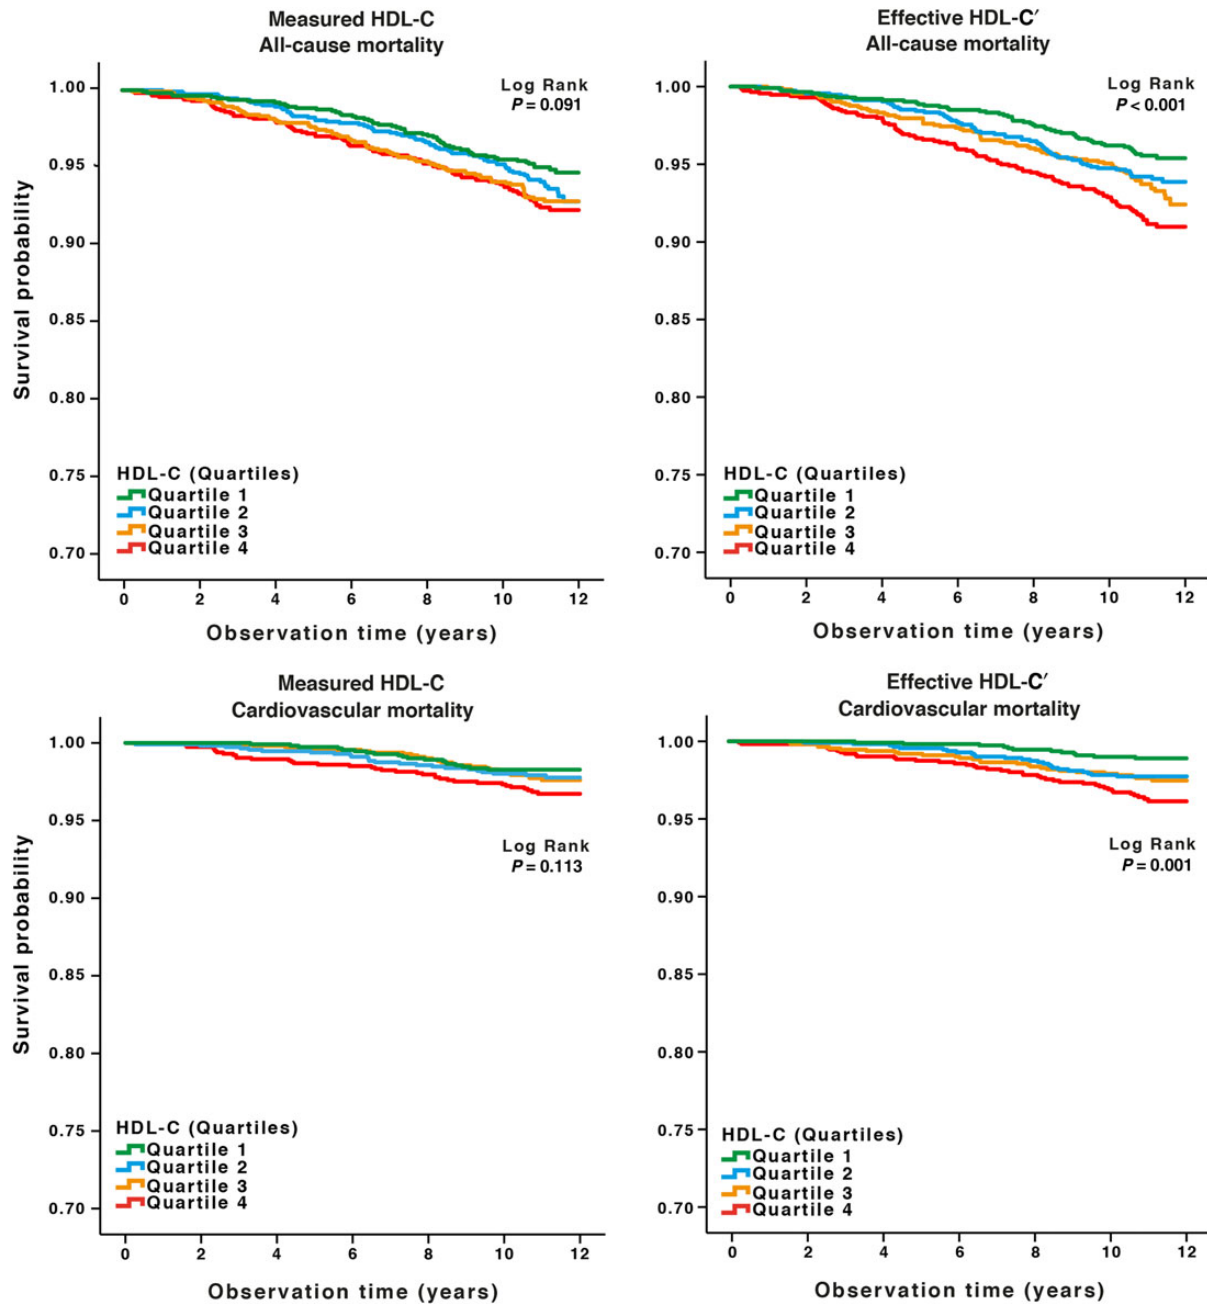 Measured HDL-C
All-cause mortality
Log Rank
P = 0.091
1.00
0.95
0.90
0.85
0.80
0.75
0.70
Survival probability
HDL-C (Quartiles)
Quartile 1
Quartile 2
Quartile 3
Quartile 4
0 2 4 6 8 10 12
Observation time (years)
Effective HDL-C′
All-cause mortality
Log Rank
P < 0.001
1.00
0.95
0.90
0.85
0.80
0.75
0.70
HDL-C (Quartiles)
Quartile 1
Quartile 2
Quartile 3
Quartile 4
0 2 4 6 8 10 12
Observation time (years)
Measured HDL-C
Cardiovascular mortality
1.00
0.95
0.90
0.85
0.80
0.75
0.70
Survival probability
Log Rank
P = 0.113
HDL-C (Quartiles)
Quartile 1
Quartile 2
Quartile 3
Quartile 4
0 2 4 6 8 10 12
Observation time (years)
Effective HDL-C′
Cardiovascular mortality
1.00
0.95
0.90
0.85
0.80
0.75
0.70
Log Rank
P = 0.001
HDL-C (Quartiles)
Quartile 1
Quartile 2
Quartile 3
Quartile 4
0 2 4 6 8 10 12
Observation time (years)